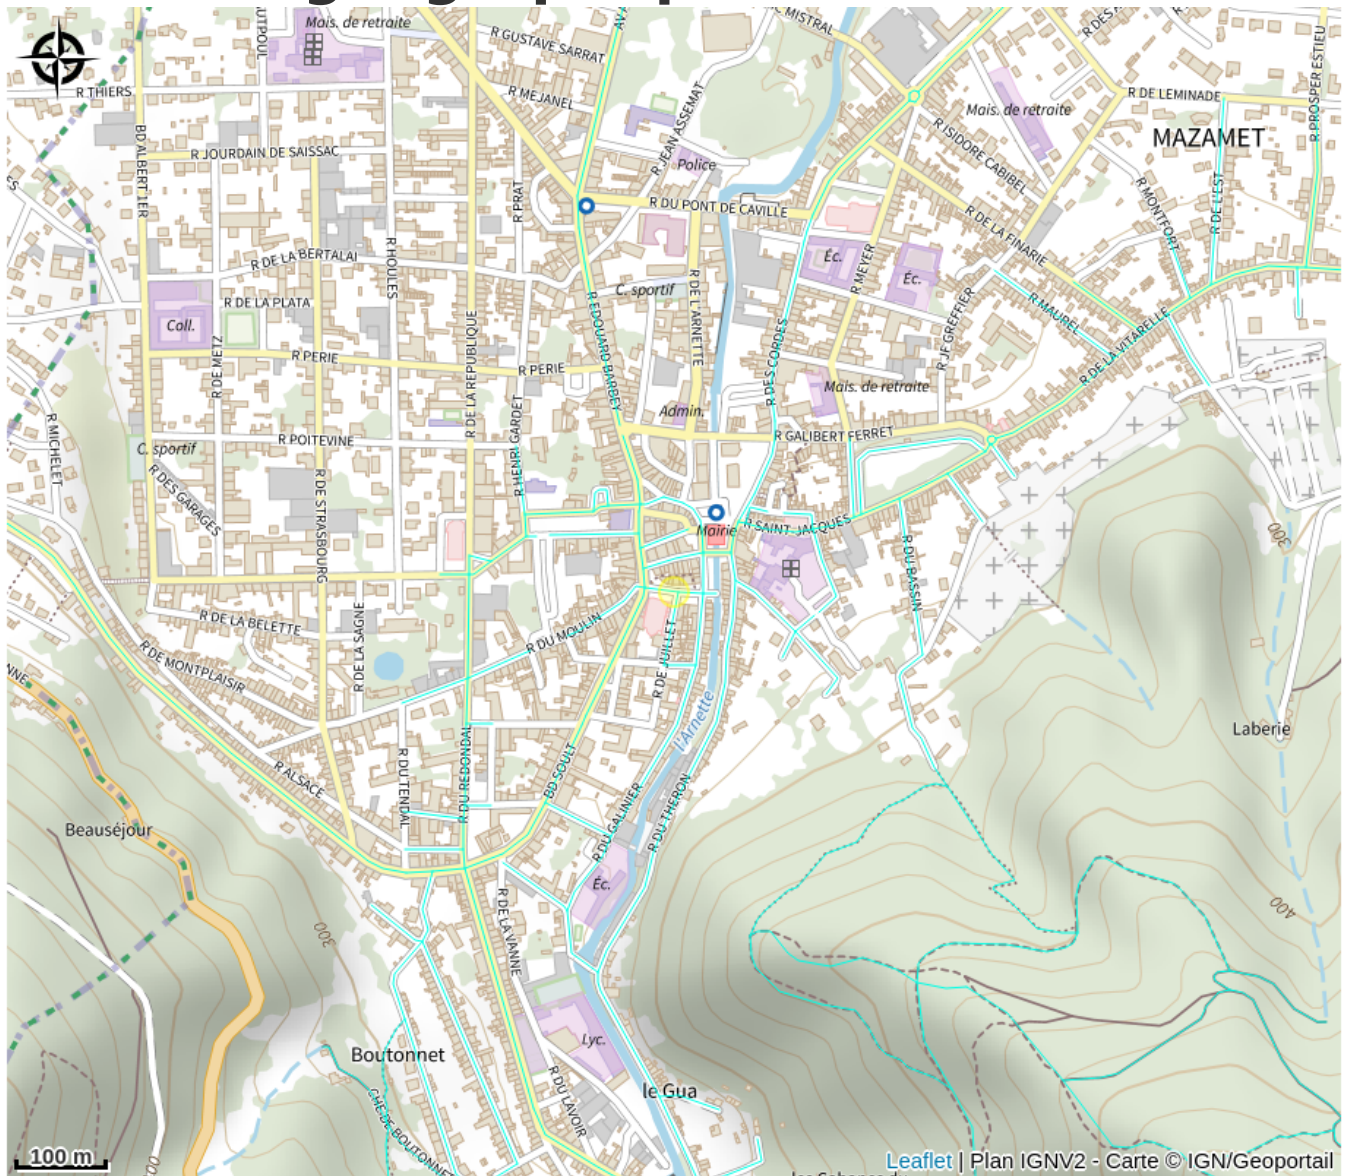 Mais. de retraite
R GUSTAVE SARRAT
R THIERS
R MEJANEL
R JEAN ASSEMAT
Mais. de retraite
R DE LEMINADE
R PROSPER ESTIEU
MAZAMET
R ISIDORE CABIBEL
BD ALBERT 1ER
R JOURDAIN DE SAISSAC
Police
R PRAT
R DU PONT DE CAVILLE
R DE LA FINARIE
R MONTFORT
R DE L'EST
R DE LA BERTALAI
R HOULES
Éc.
R MEYER
Éc.
C. sportif
R DE LA PLATA
Coll.
R DE L'ARNETTE
R EDOUARD BARBEY
R MAUREL
R JF GREFFIER
R DE LA VITARELLE
R DE METZ
R PERIE
R DE LA REPUBLIQUE
R PERIE
R DES CORDES
Mais. de retraite
Admin.
R MICHELET
C. sportif
R POITEVINE
R HENRI GARDET
R GALIBERT FERRET
R DES GARAGES
R DE STRASBOURG
Mairie
R SAINT-JACQUES
300
R DU BASSIN
R DE LA BELETTE
R DE LA SAGNE
R DU MOULIN
R DE JUILLET
R DE MONTPLAISIR
l'Arnette
Laberie
R ALSACE
R DU TENDAL
R DU REDONDAL
BD SOULT
R DU GALINIER
R DU THERON
Beauséjour
Éc.
300
R DE LA VANNE
400
Lyc.
Boutonnet
le Gua
CHE DE BOUTONNET
R DU LAVOIR
100 m
Leaflet | Plan IGNV2 - Carte © IGN/Geoportail